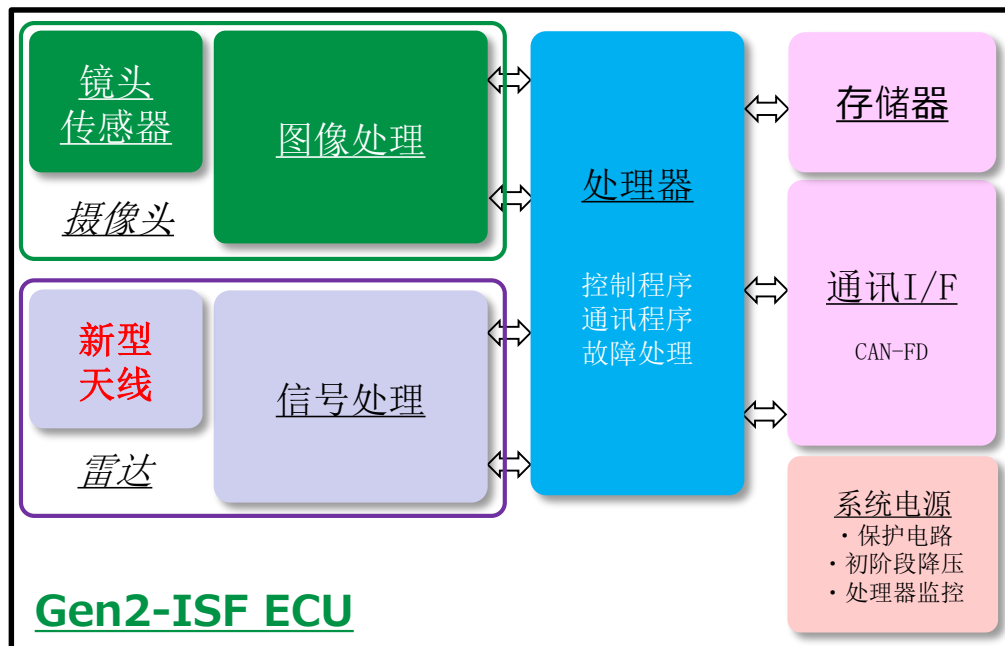 镜头
传感器
图像处理
摄像头
新型
天线
信号处理
雷达
处理器
控制程序
通讯程序
故障处理
存储器
通讯I/F
CAN-FD
系统电源
・保护电路
・初阶段降压
・处理器监控
Gen2-ISF ECU